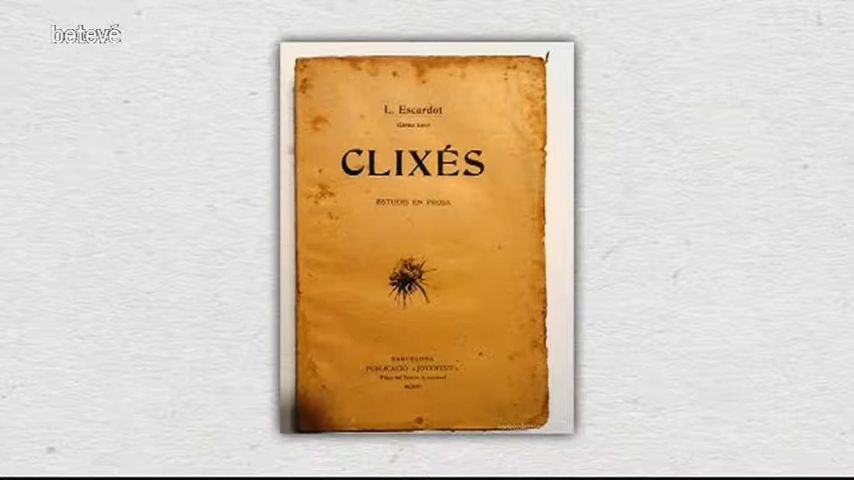 betevé
L. Escardot
CLIXÉS
ESTUDIS EN PROSA
BARCELONA
PUBLICACIÓ «JOVENTUT»